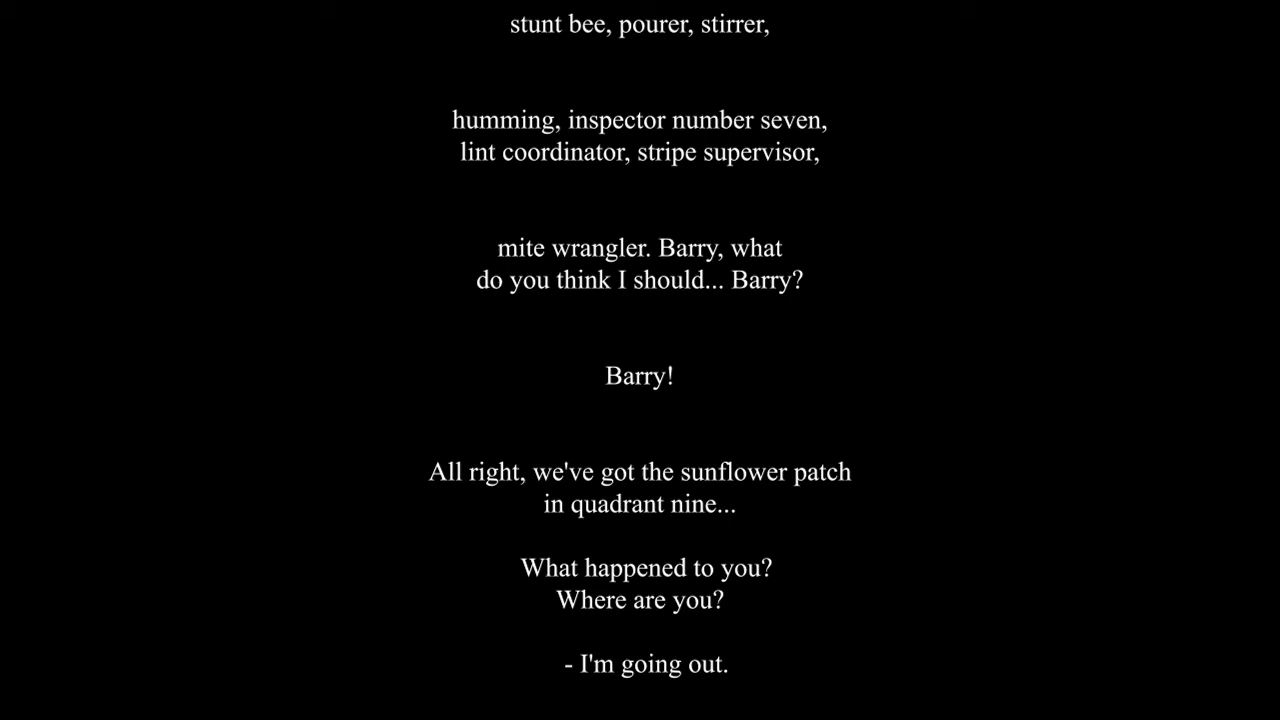 stunt bee, pourer, stirrer,
humming, inspector number seven,
lint coordinator, stripe supervisor,
mite wrangler. Barry, what
do you think I should... Barry?
Barry!
All right, we've got the sunflower patch
in quadrant nine...
What happened to you?
Where are you?
- I'm going out.